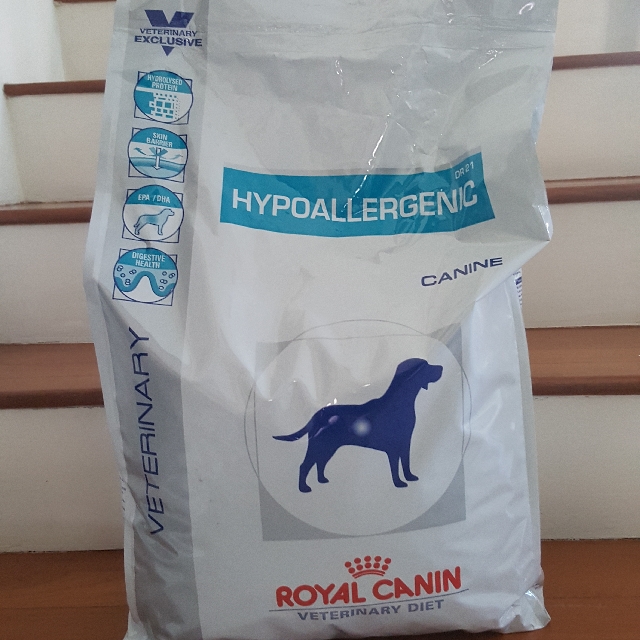 VETERINARY
EXCLUSIVE
HYDROLYSED
PROTEIN
SKIN
BARRIER
EPA / DHA
DIGESTIVE
HEALTH
VETERINARY
DR 21
HYPOALLERGENIC
CANINE
ROYAL CANIN
VETERINARY DIET